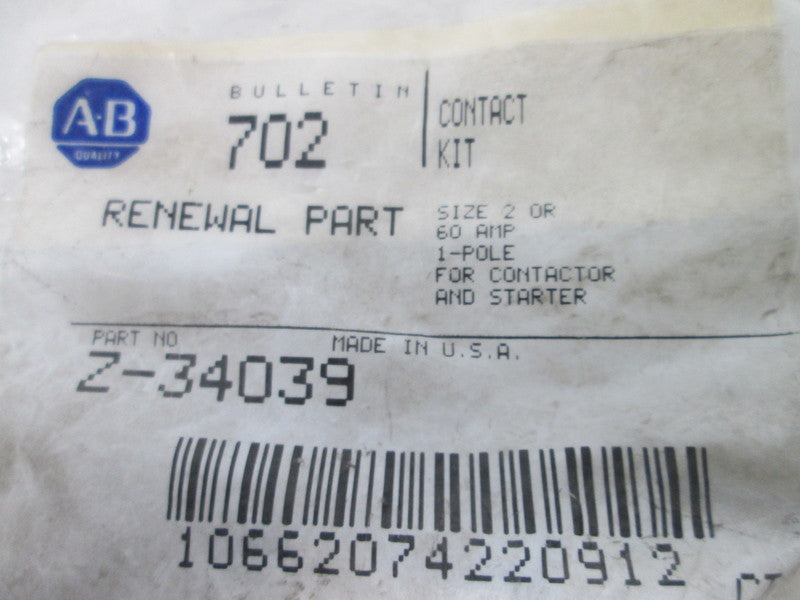 A·B
QUALITY
BULLETIN
702
CONTACT
KIT
RENEWAL PART
SIZE 2 OR
60 AMP
1-POLE
FOR CONTACTOR
AND STARTER
PART NO
MADE IN U.S.A.
Z-34039
10662074220912